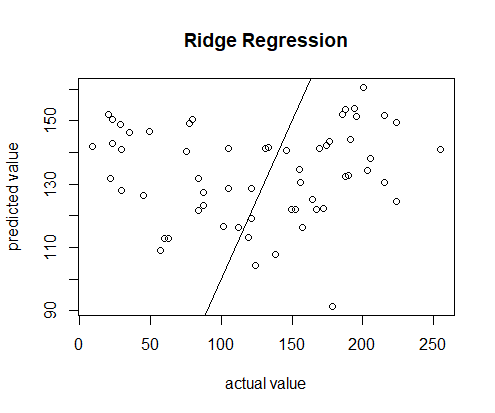 Ridge Regression
predicted value
150
130
110
90
0 50 100 150 200 250
actual value